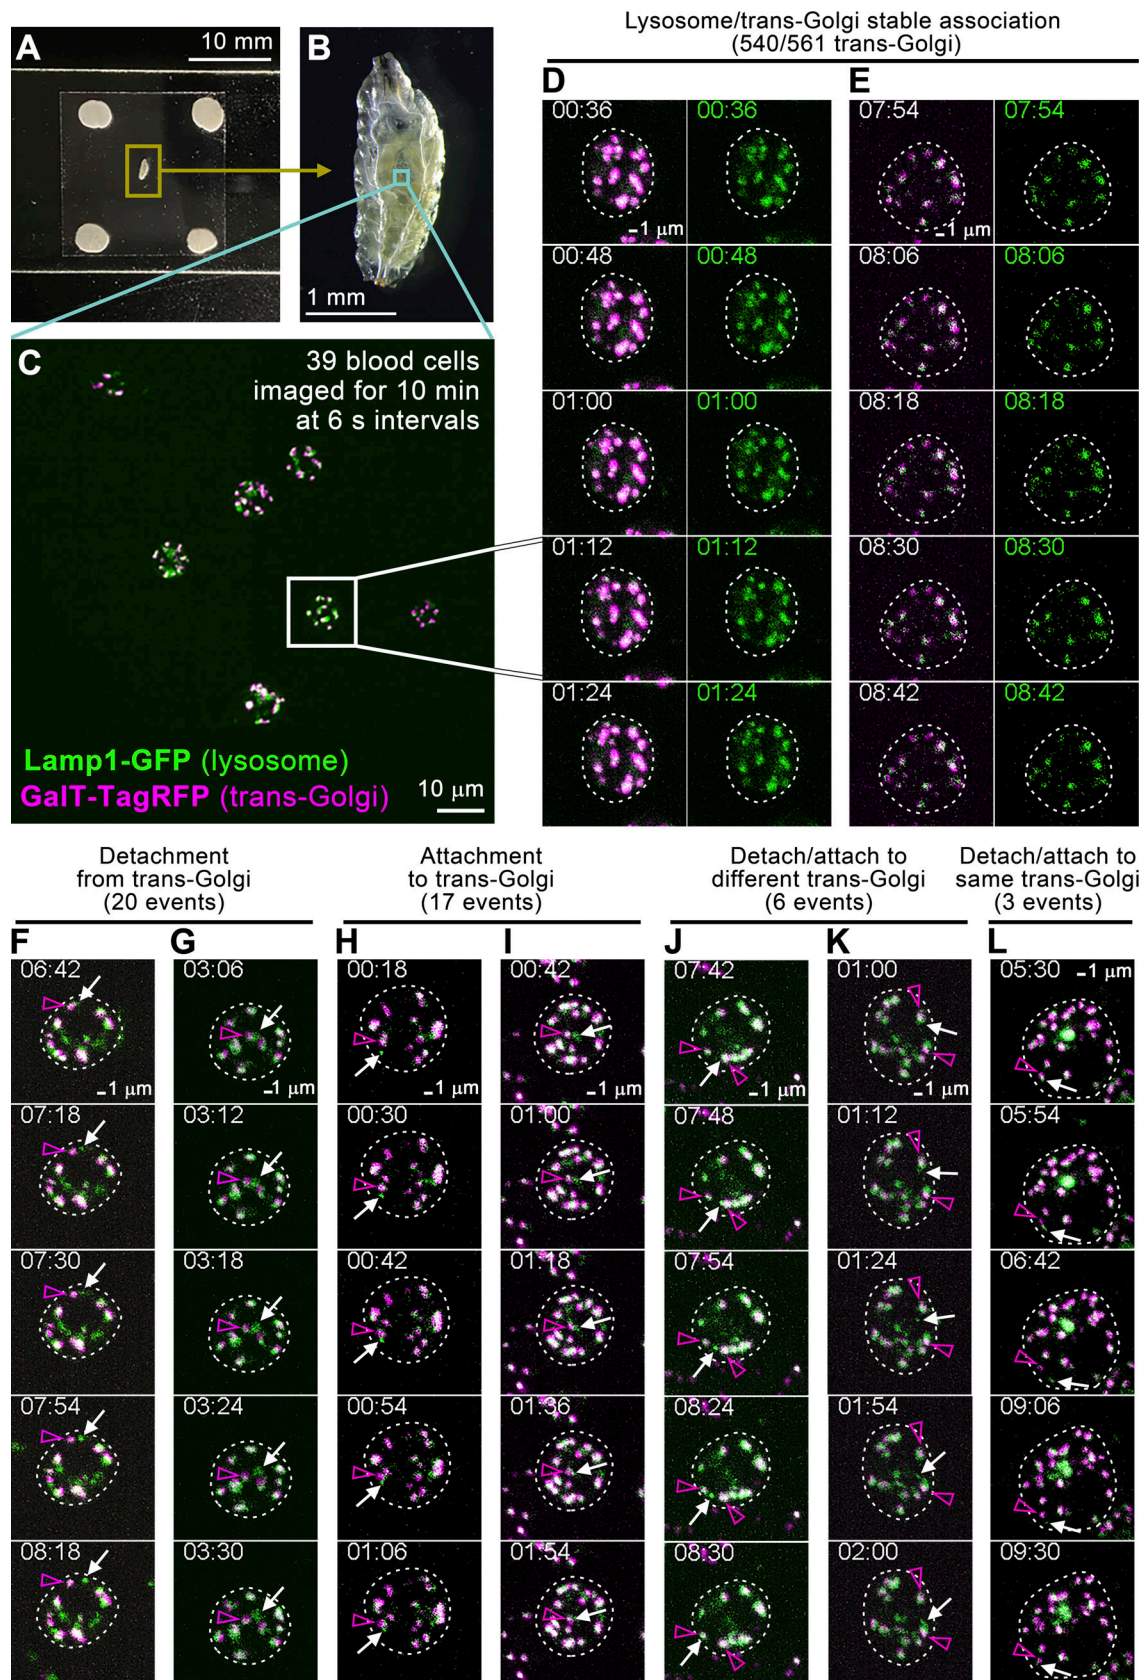 A
10 mm
B
1 mm
C
39 blood cells
imaged for 10 min
at 6 s intervals
Lamp1-GFP (lysosome)
GalT-TagRFP (trans-Golgi)
10 μm
Lysosome/trans-Golgi stable association
(540/561 trans-Golgi)
D
00:36
00:36
1 μm
00:48
00:48
01:00
01:00
01:12
01:12
01:24
01:24
E
07:54
07:54
1 μm
08:06
08:06
08:18
08:18
08:30
08:30
08:42
08:42
Detachment
from trans-Golgi
(20 events)
F
06:42
1 μm
07:18
07:30
07:54
08:18
G
03:06
03:12
03:18
03:24
03:30
Attachment
to trans-Golgi
(17 events)
H
00:18
1 μm
00:30
00:42
00:54
01:06
I
00:42
01:00
01:18
01:36
01:54
Detach/attach to
different trans-Golgi
(6 events)
J
07:42
1 μm
07:48
07:54
08:24
08:30
K
01:00
1 μm
01:12
01:24
01:54
02:00
Detach/attach to
same trans-Golgi
(3 events)
L
05:30
1 μm
05:54
06:42
09:06
09:30